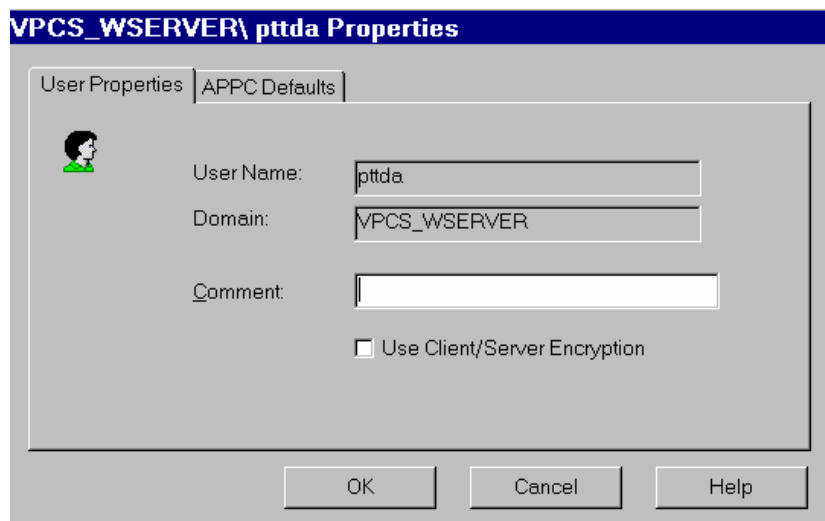 VPCS_WSERVER\ pttda Properties
User Properties APPC Defaults
User Name: pttda
Domain: VPCS_WSERVER
Comment:
Use Client/Server Encryption
OK Cancel Help